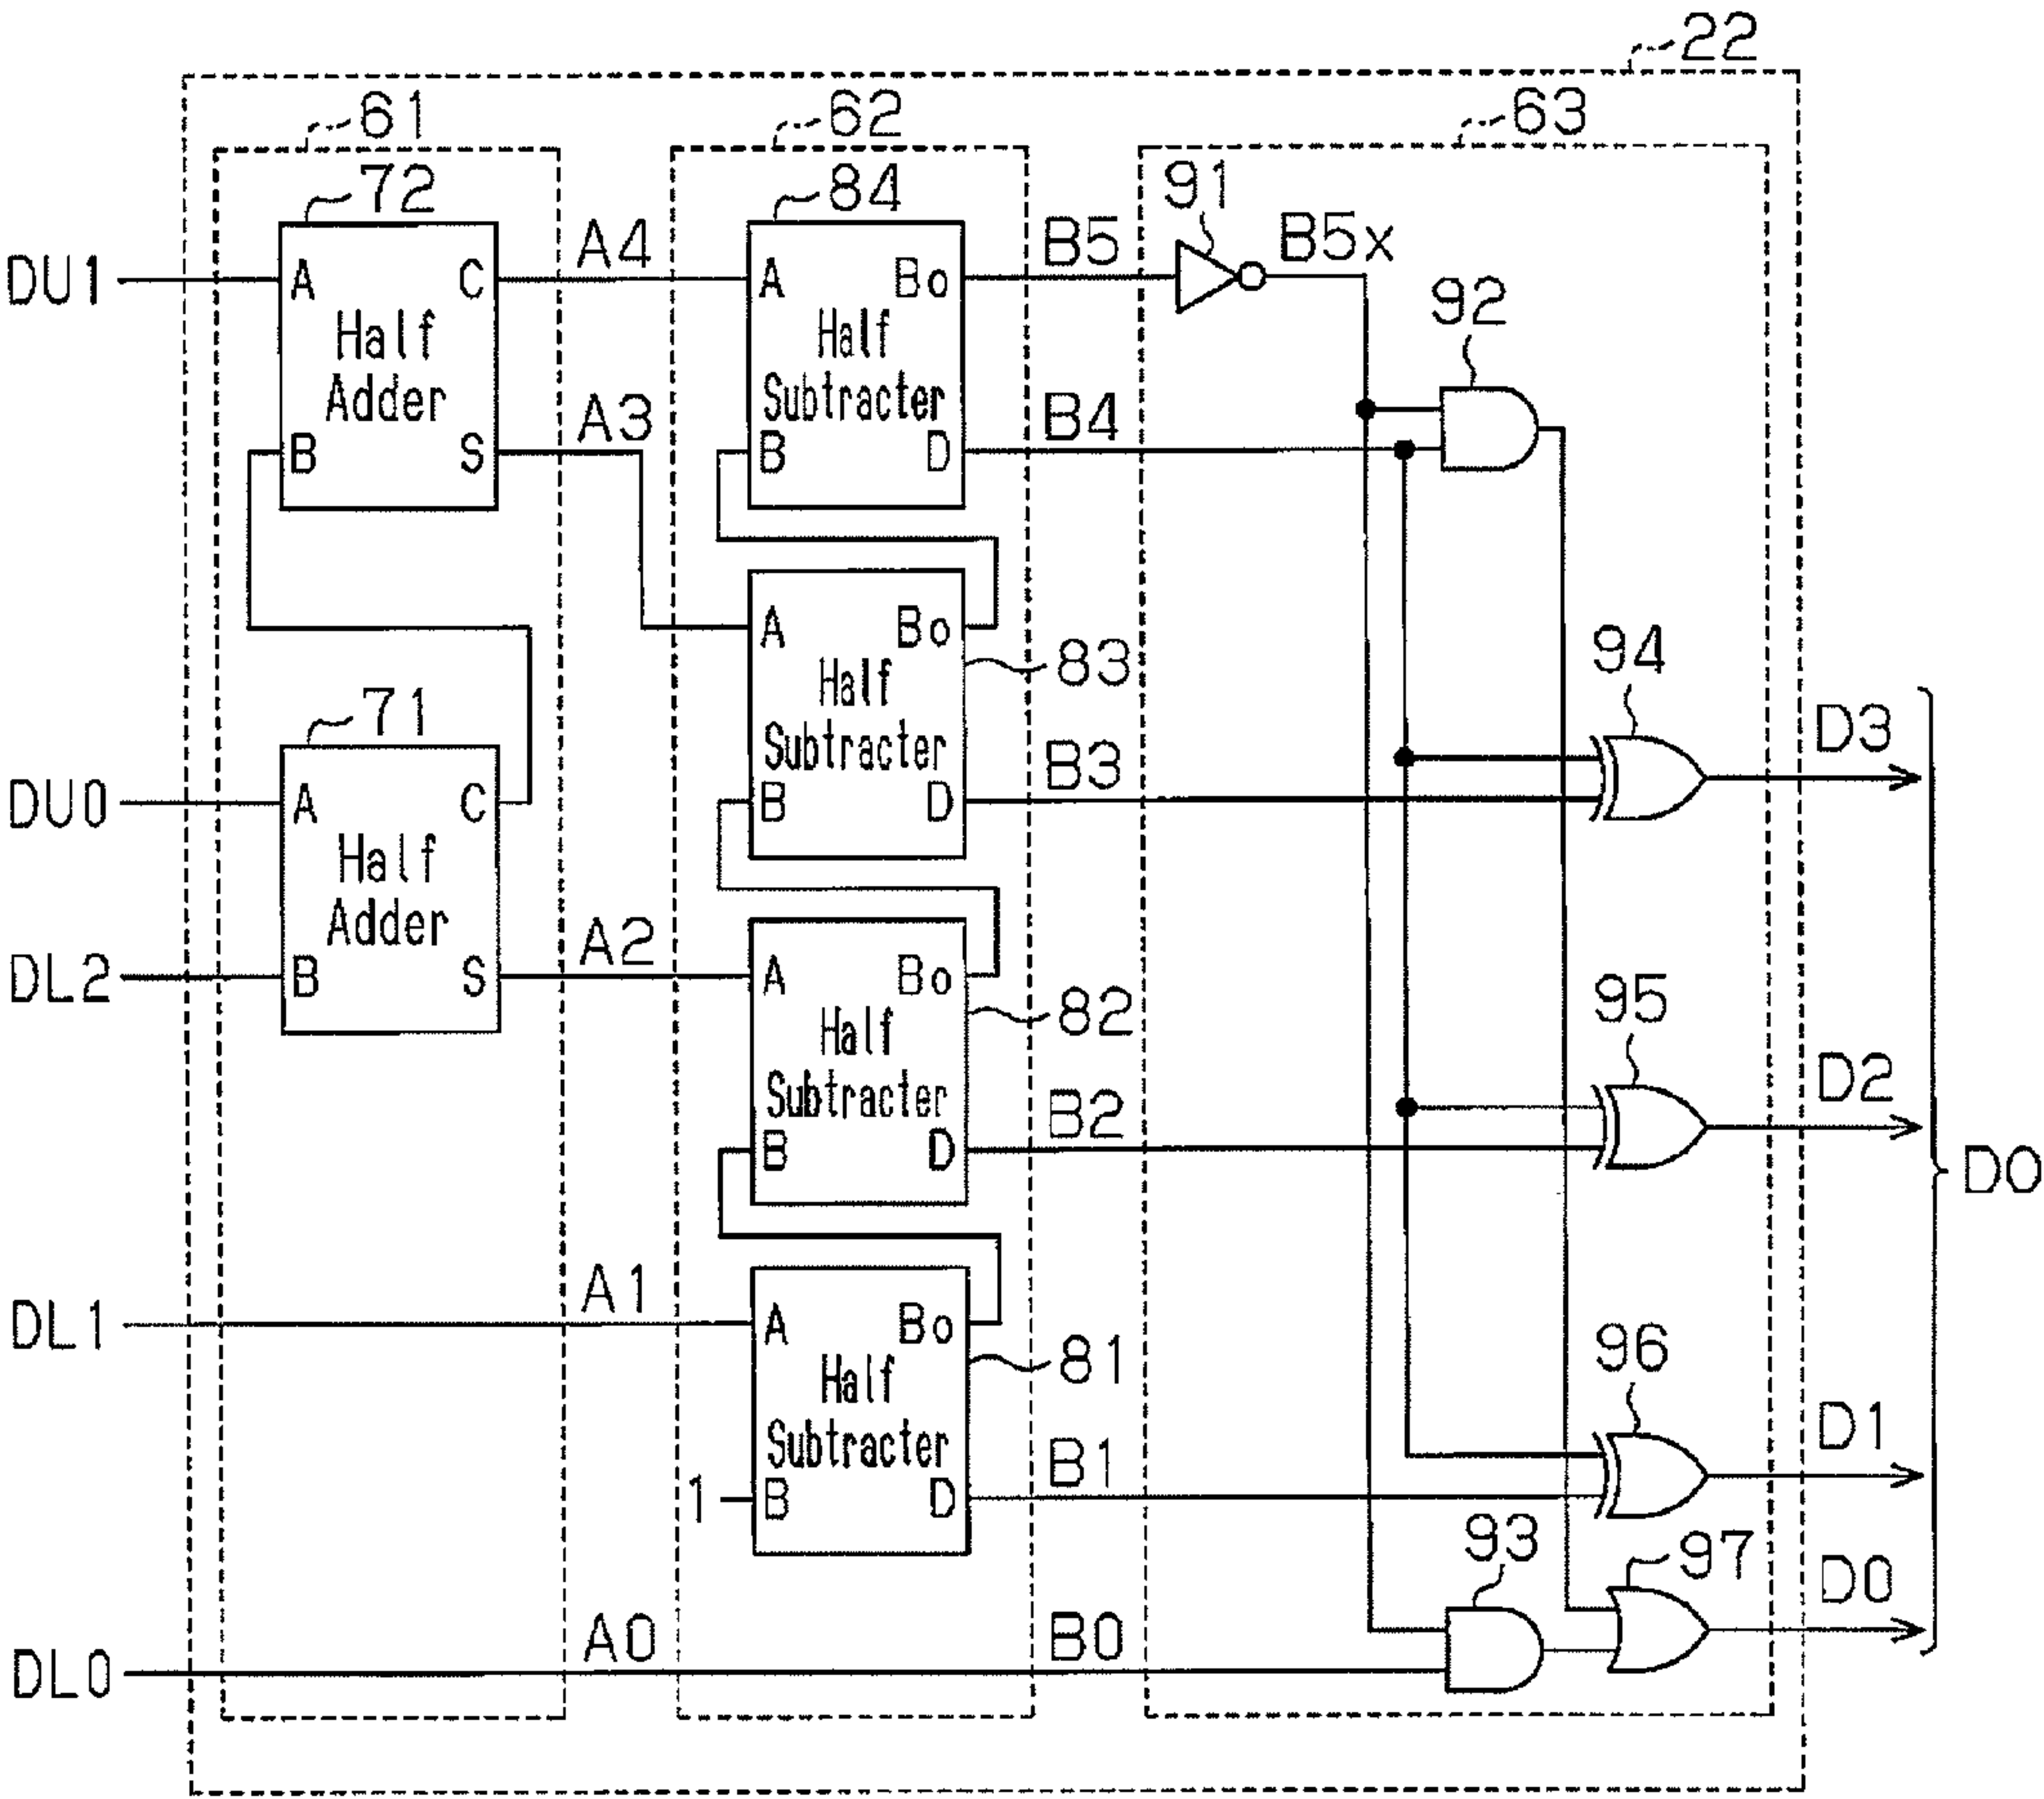 22
61
62
63
72
84
91
DU1
A
C
Half
Adder
B
S
A4
A3
A
Bo
Half
Subtracter
B
D
B5
B4
B5x
92
71
DU0
A
C
Half
Adder
DL2
B
S
A2
A
Bo
Half
Subtracter
B
D
83
B3
94
D3
A
Bo
Half
Subtracter
B
D
82
B2
95
D2
DO
DL1
A1
A
Bo
Half
Subtracter
1
B
D
81
B1
96
D1
93
97
D0
DL0
A0
B0